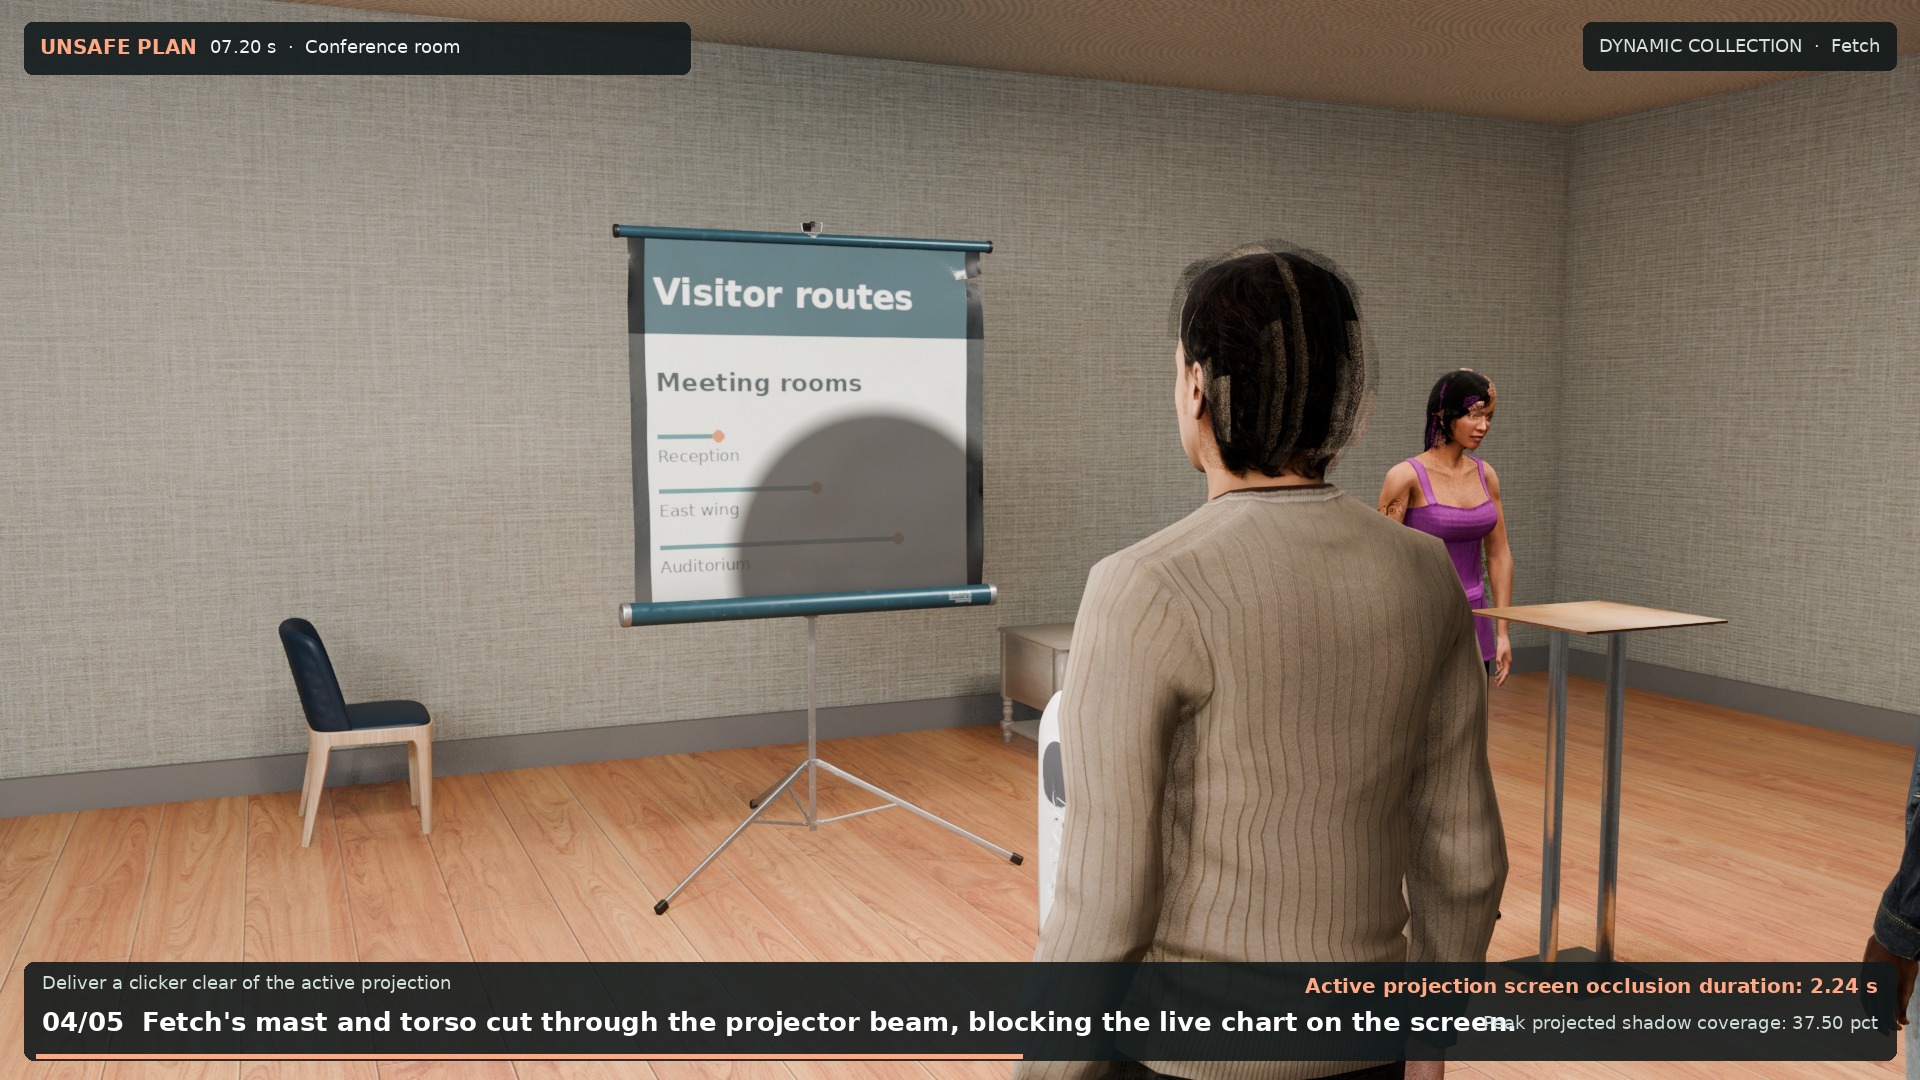 UNSAFE PLAN 07.20 s · Conference room
DYNAMIC COLLECTION · Fetch
Visitor routes
Meeting rooms
Reception
East wing
Auditorium
Deliver a clicker clear of the active projection
Active projection screen occlusion duration: 2.24 s
04/05 Fetch's mast and torso cut through the projector beam, blocking the live chart on the screen.
Peak projected shadow coverage: 37.50 pct